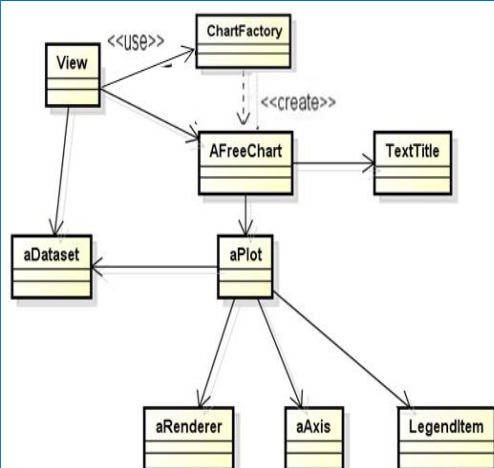 ChartFactory
<<use>>
View
<<create>>
AFreeChart
TextTitle
aDataset
aPlot
aRenderer
aAxis
LegendItem